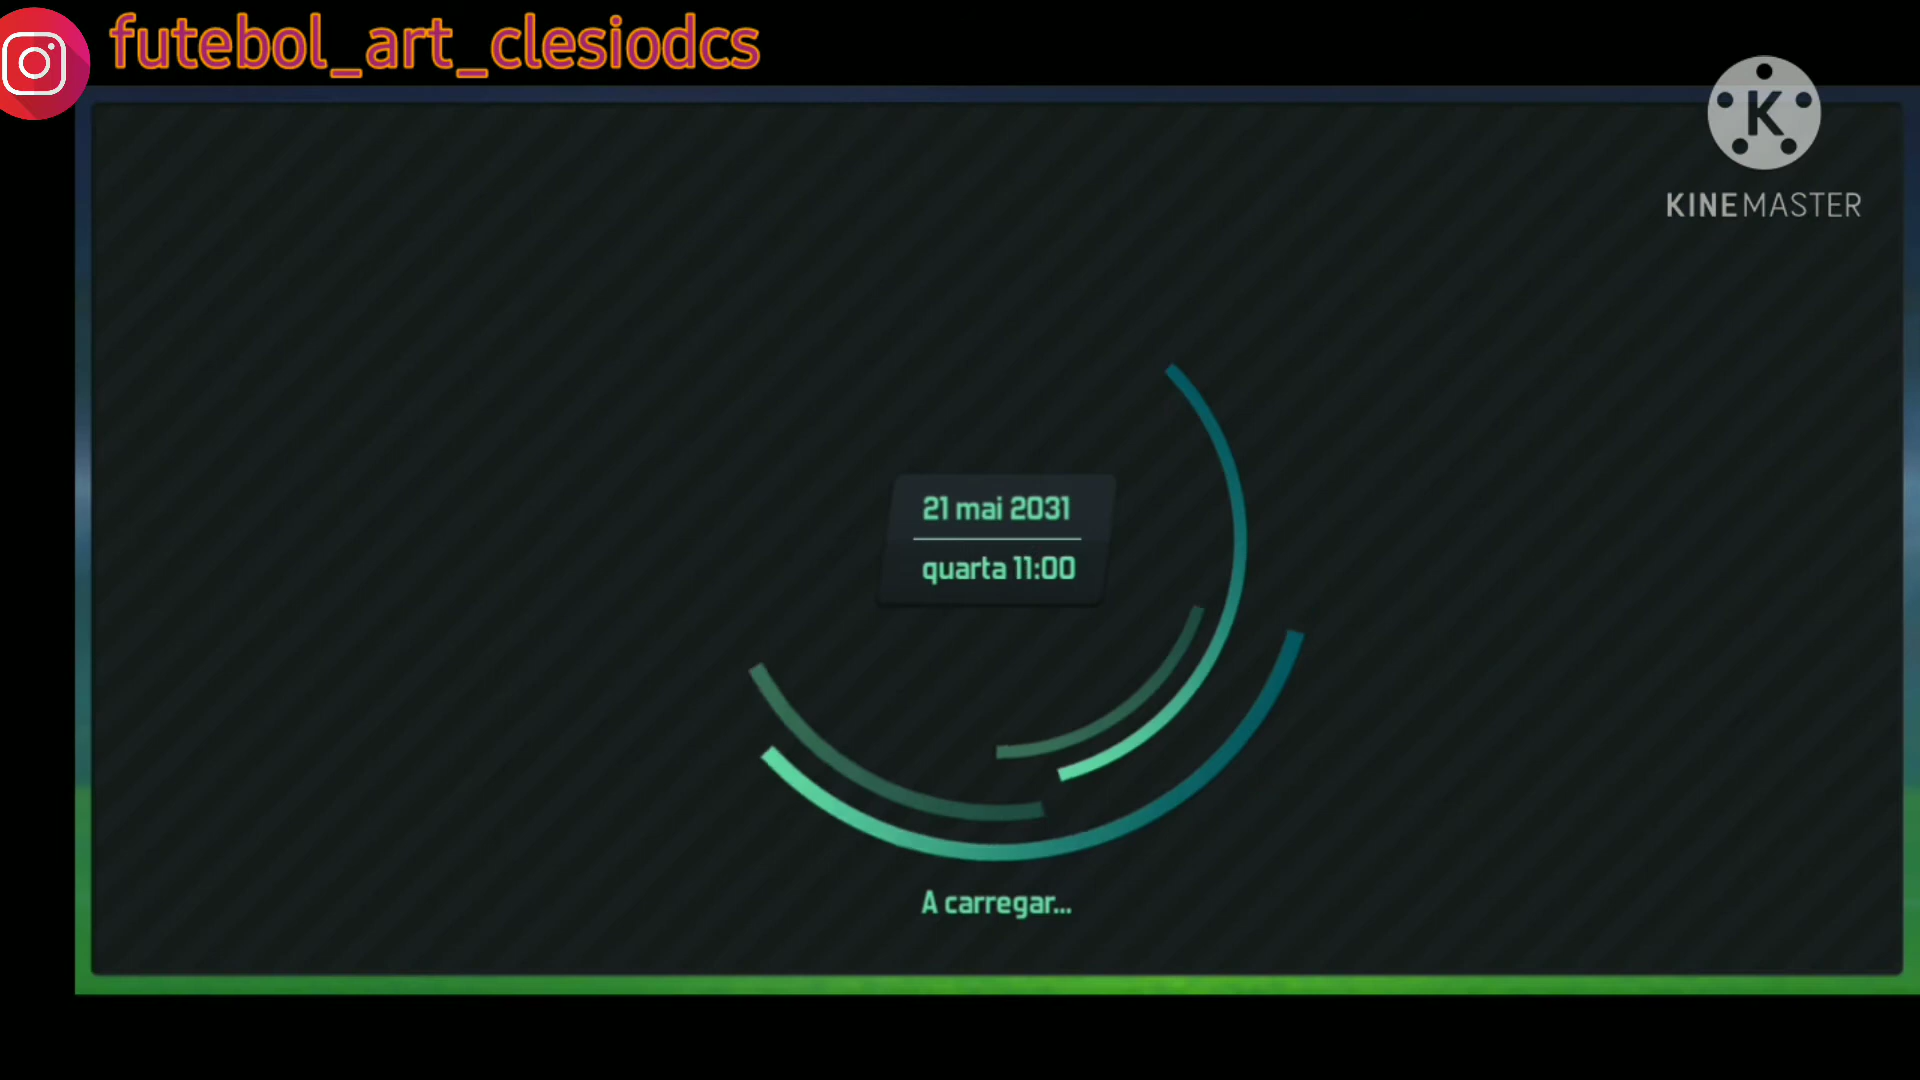 futebol_art_clesiodcs
K
KINEMASTER
21 mai 2031
quarta 11:00
A carregar...